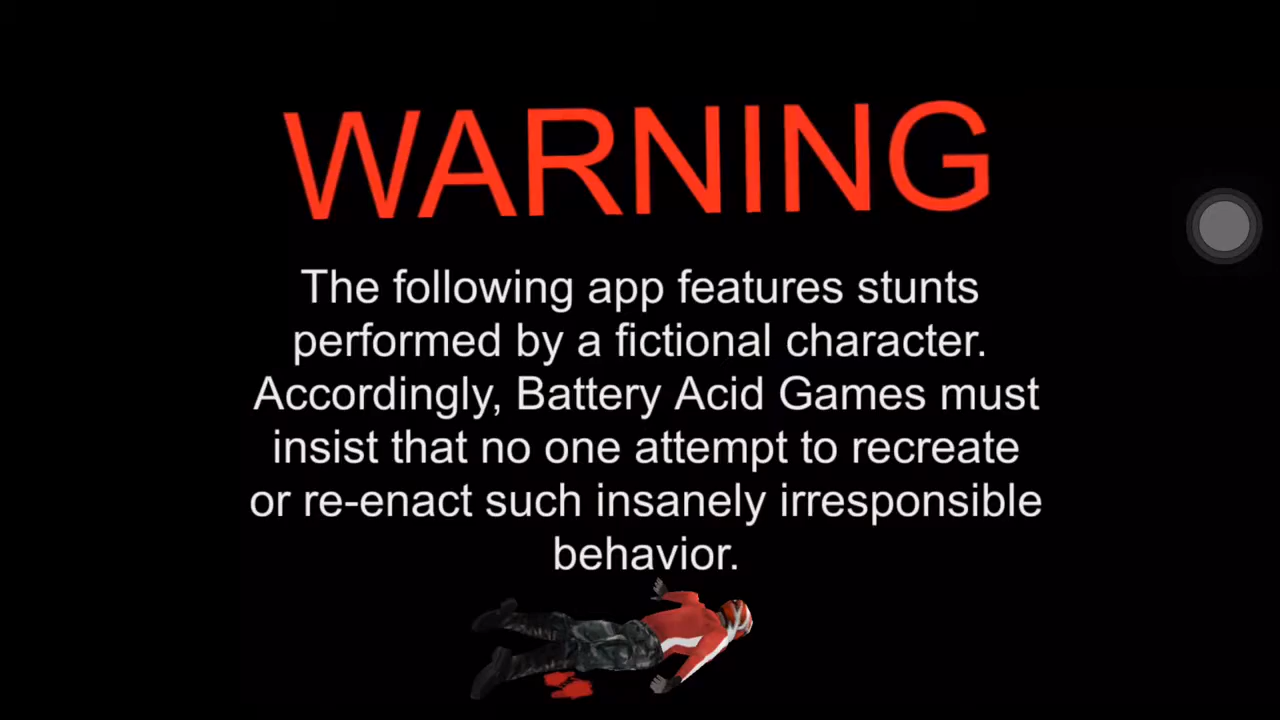 WARNING
The following app features stunts
performed by a fictional character.
Accordingly, Battery Acid Games must
insist that no one attempt to recreate
or re-enact such insanely irresponsible
behavior.